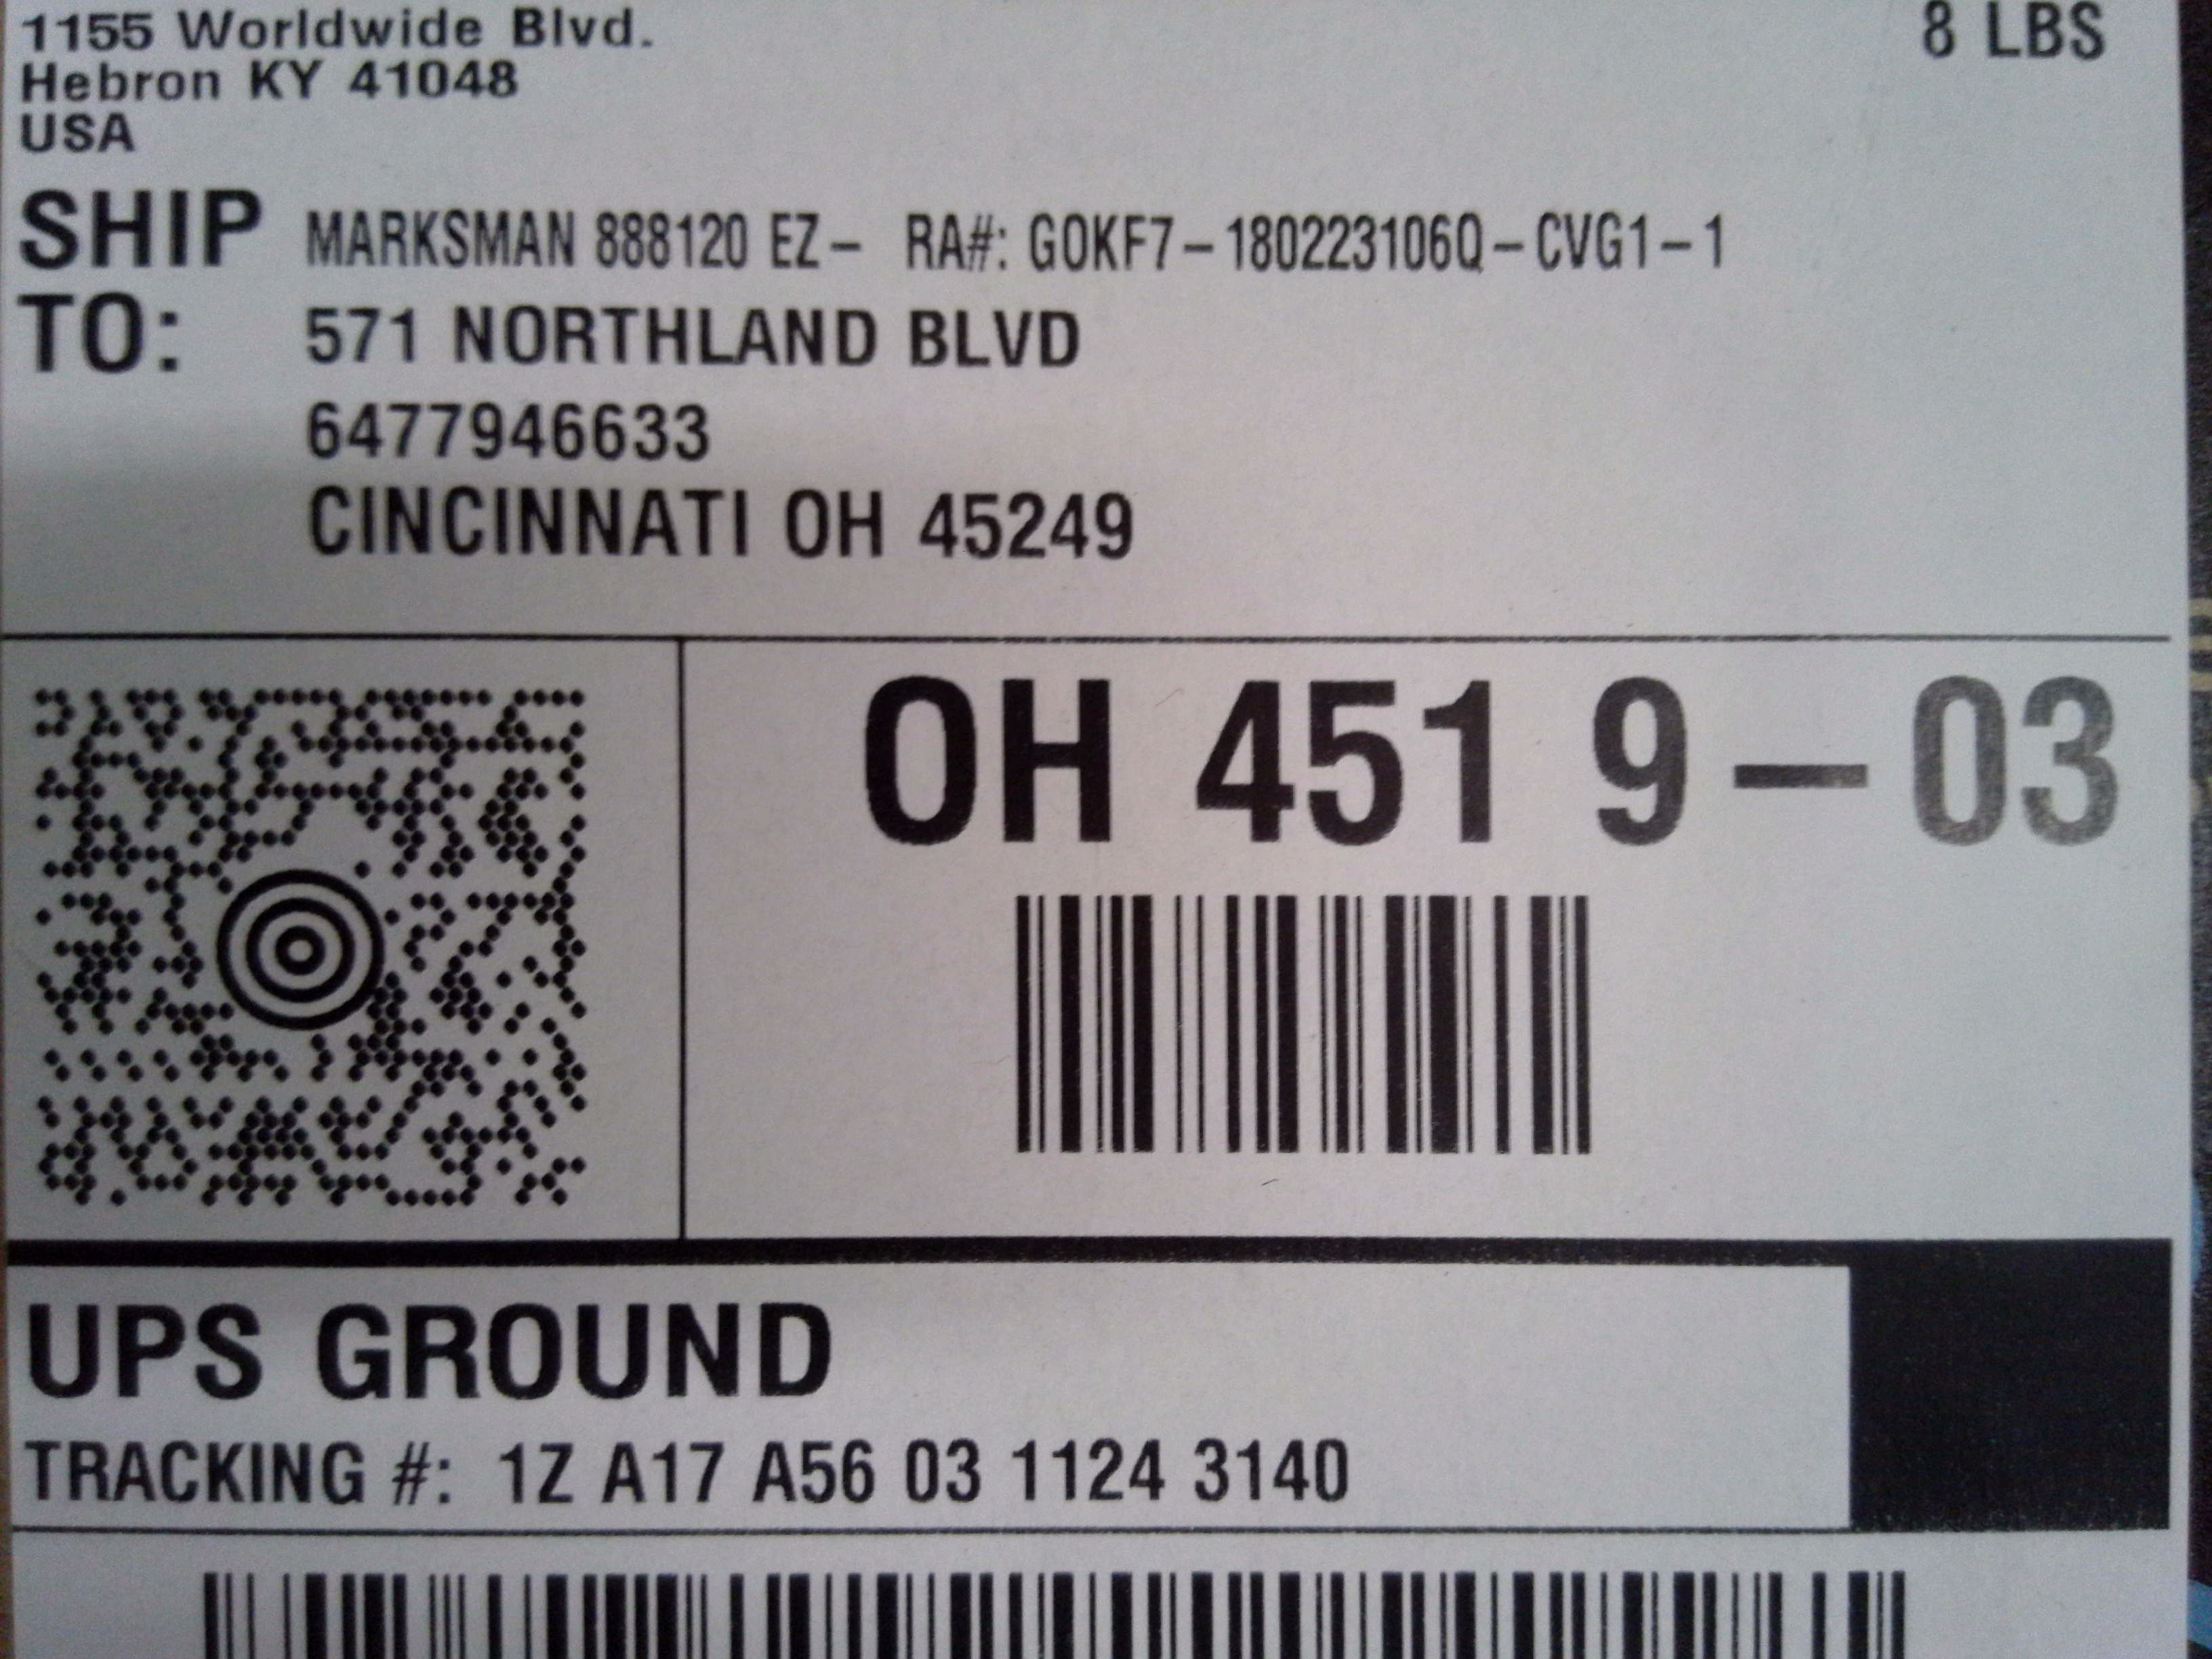 1155 Worldwide Blvd.
8 LBS
Hebron KY 41048
USA
SHIP TO:
MARKSMAN 888120 EZ- RA#: G0KF7-180223106Q-CVG1-1
571 NORTHLAND BLVD
6477946633
CINCINNATI OH 45249
OH 451 9-03
UPS GROUND
TRACKING #: 1Z A17 A56 03 1124 3140